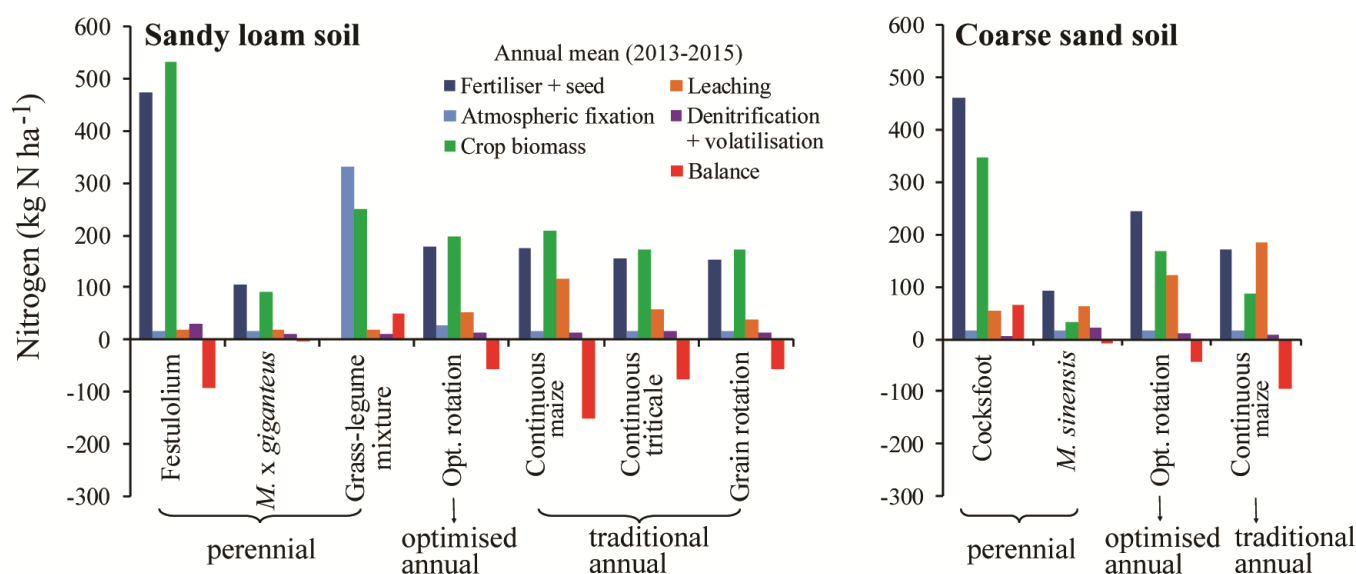 Nitrogen (kg N ha⁻¹)
600
500
400
300
200
100
0
-100
-200
-300
Sandy loam soil
Annual mean (2013-2015)
Fertiliser + seed
Atmospheric fixation
Crop biomass
Leaching
Denitrification
+ volatilisation
Balance
Festulolium
M. x giganteus
Grass-legume
mixture
Opt. rotation
Continuous
maize
Continuous
triticale
Grain rotation
perennial
optimised
annual
traditional
annual
Coarse sand soil
600
500
400
300
200
100
0
-100
-200
-300
Cocksfoot
M. sinensis
Opt. rotation
Continuous
maize
perennial
optimised
annual
traditional
annual